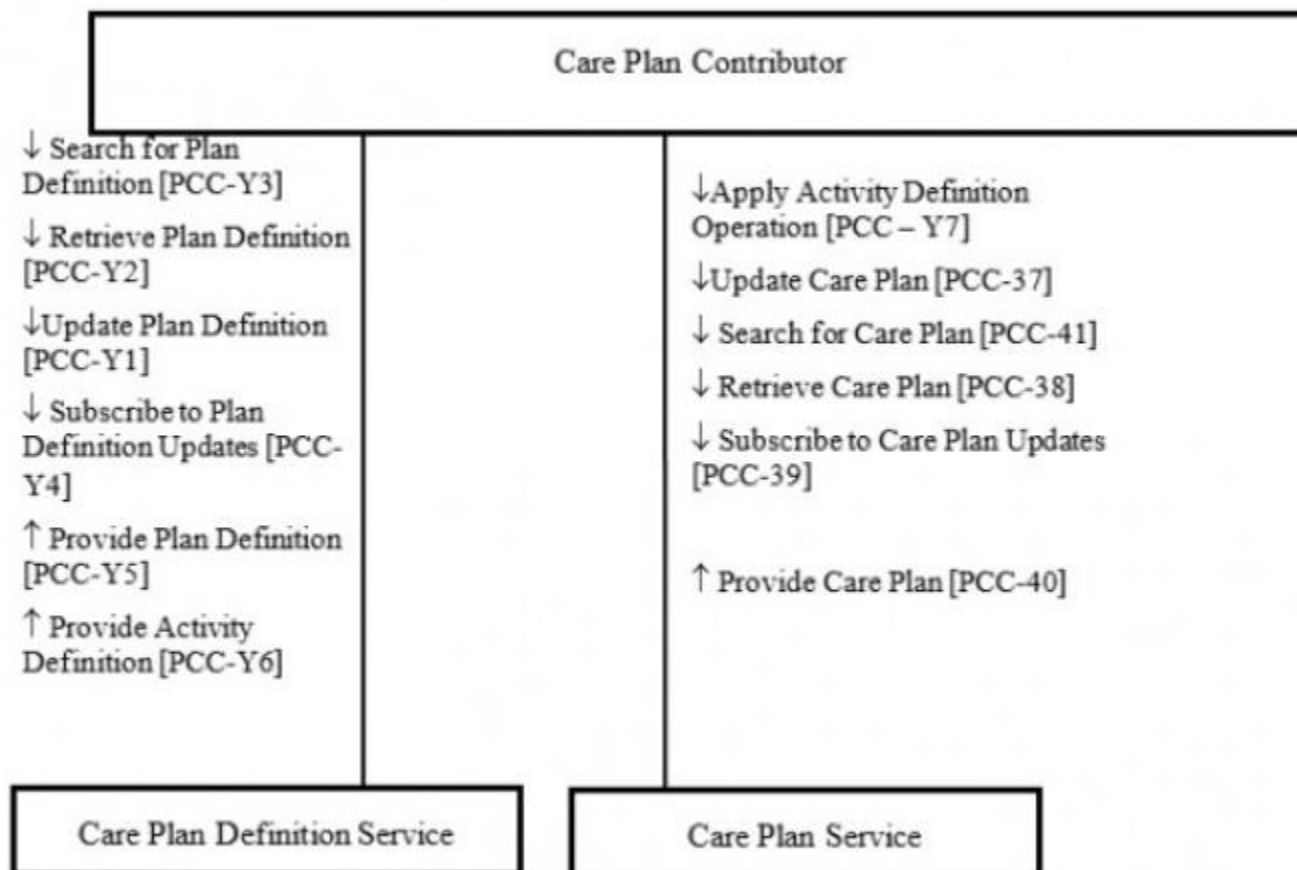 Care Plan Contributor
↓ Search for Plan
Definition [PCC-Y3]
↓ Retrieve Plan Definition
[PCC-Y2]
↓Update Plan Definition
[PCC-Y1]
↓ Subscribe to Plan
Definition Updates [PCC-
Y4]
↑ Provide Plan Definition
[PCC-Y5]
↑ Provide Activity
Definition [PCC-Y6]
↓Apply Activity Definition
Operation [PCC – Y7]
↓Update Care Plan [PCC-37]
↓ Search for Care Plan [PCC-41]
↓ Retrieve Care Plan [PCC-38]
↓ Subscribe to Care Plan Updates
[PCC-39]
↑ Provide Care Plan [PCC-40]
Care Plan Definition Service
Care Plan Service